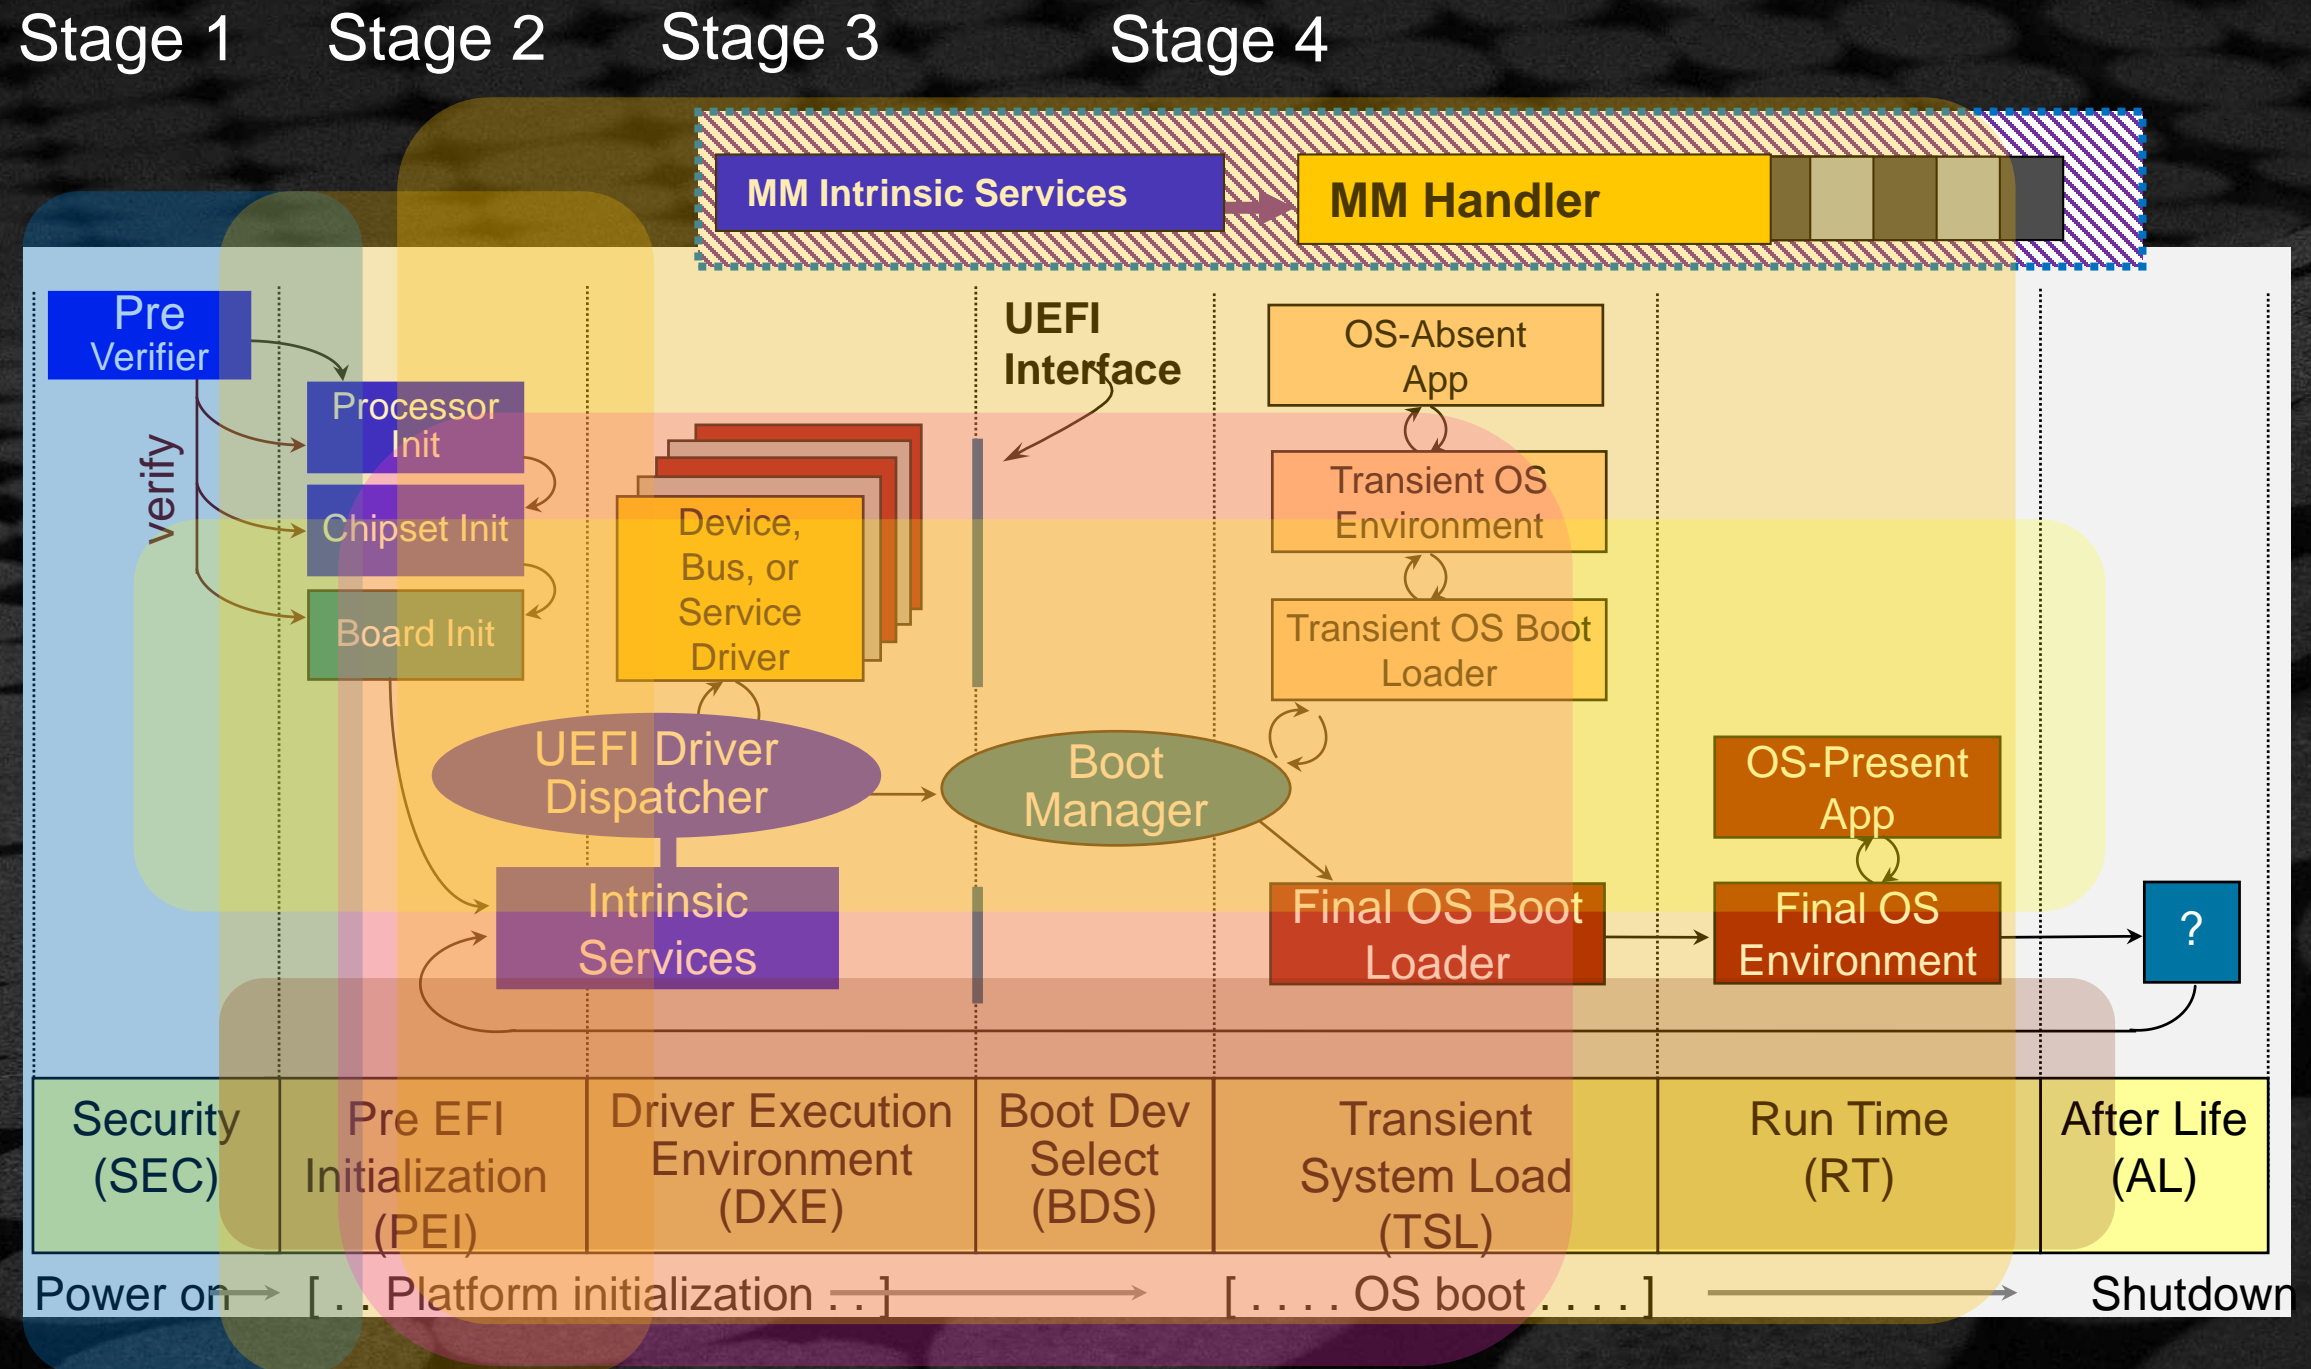 Stage 1
Stage 2
Stage 3
Stage 4
MM Intrinsic Services
MM Handler
Pre
Verifier
verify
Processor
Init
Chipset Init
Board Init
Device,
Bus, or
Service
Driver
UEFI
Interface
OS-Absent
App
Transient OS
Environment
Transient OS Boot
Loader
UEFI Driver
Dispatcher
Boot
Manager
Intrinsic
Services
Final OS Boot
Loader
OS-Present
App
Final OS
Environment
?
Security
(SEC)
Pre EFI
Initialization
(PEI)
Driver Execution
Environment
(DXE)
Boot Dev
Select
(BDS)
Transient
System Load
(TSL)
Run Time
(RT)
After Life
(AL)
Power on
[ . . Platform initialization . . ]
[ . . . . OS boot . . . . ]
Shutdown